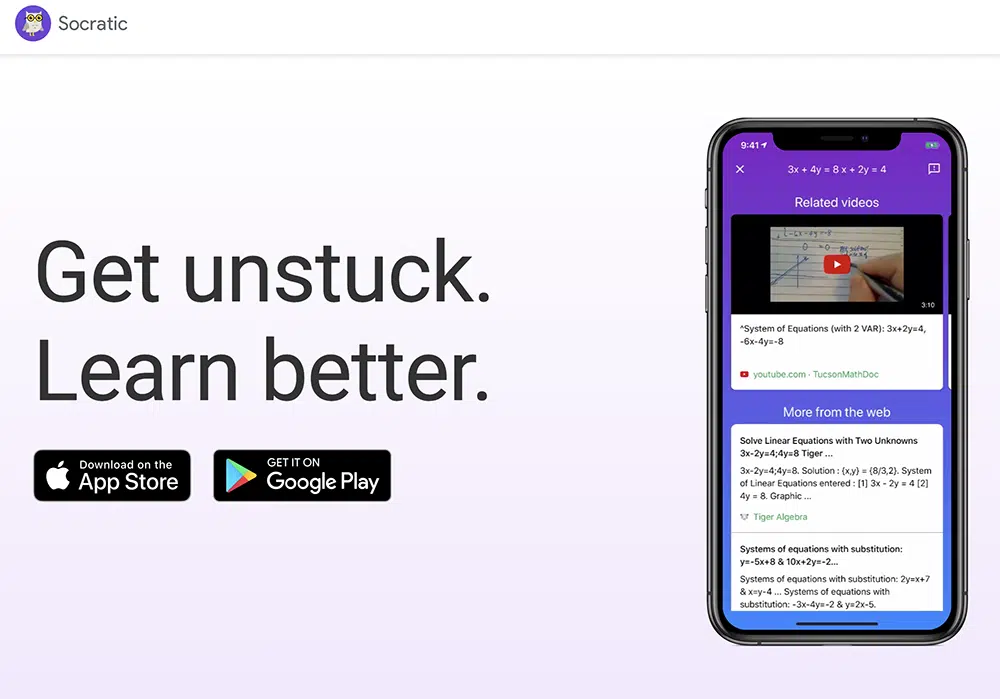 Socratic
Get unstuck.
Learn better.
Download on the
App Store
GET IT ON
Google Play
9:41
3x + 4y = 8 x + 2y = 4
Related videos
3:10
^System of Equations (with 2 VAR): 3x+2y=4,
-6x-4y=-8
youtube.com · TucsonMathDoc
More from the web
Solve Linear Equations with Two Unknowns
3x-2y=4;4y=8 Tiger ...
3x-2y=4;4y=8. Solution : {x,y} = {8/3,2}. System
of Linear Equations entered : [1] 3x - 2y = 4 [2]
4y = 8. Graphic ...
Tiger Algebra
Systems of equations with substitution:
y=-5x+8 & 10x+2y=-2...
Systems of equations with substitution: 2y=x+7
& x=y-4 ... Systems of equations with
substitution: -3x-4y=-2 & y=2x-5.